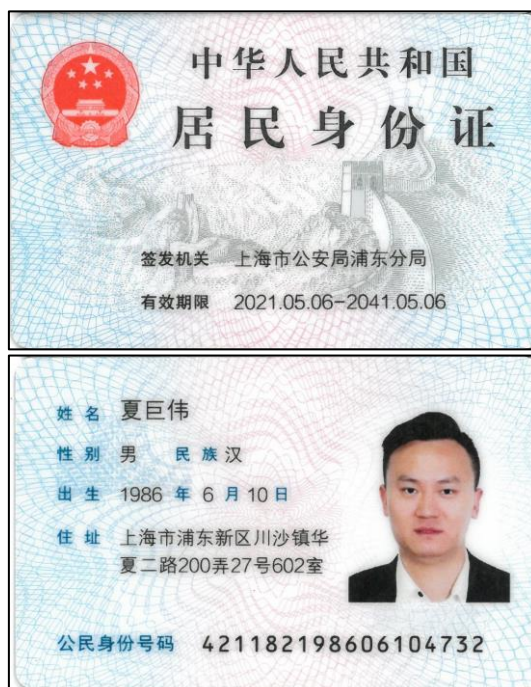 中华人民共和国
居民身份证
签发机关 上海市公安局浦东分局
有效期限 2021.05.06-2041.05.06
姓名 夏巨伟
性别 男 民族 汉
出生 1986 年 6 月 10 日
住址 上海市浦东新区川沙镇华
夏二路200弄27号602室
公民身份号码 421182198606104732